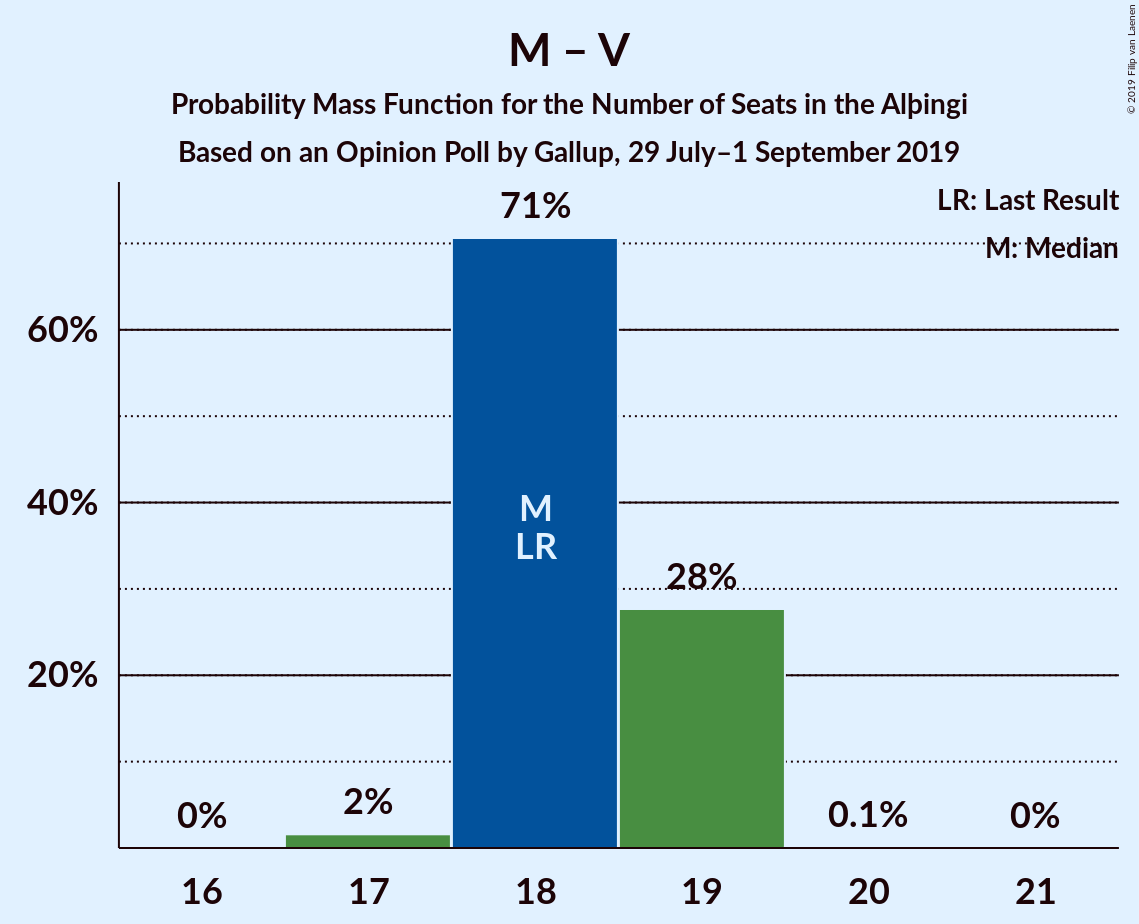 M – V
Probability Mass Function for the Number of Seats in the Alþingi
Based on an Opinion Poll by Gallup, 29 July–1 September 2019
© 2019 Filip van Laenen
LR: Last Result
M: Median
71%
60%
40%
20%
M
LR
28%
0%
2%
0.1%
0%
16
17
18
19
20
21